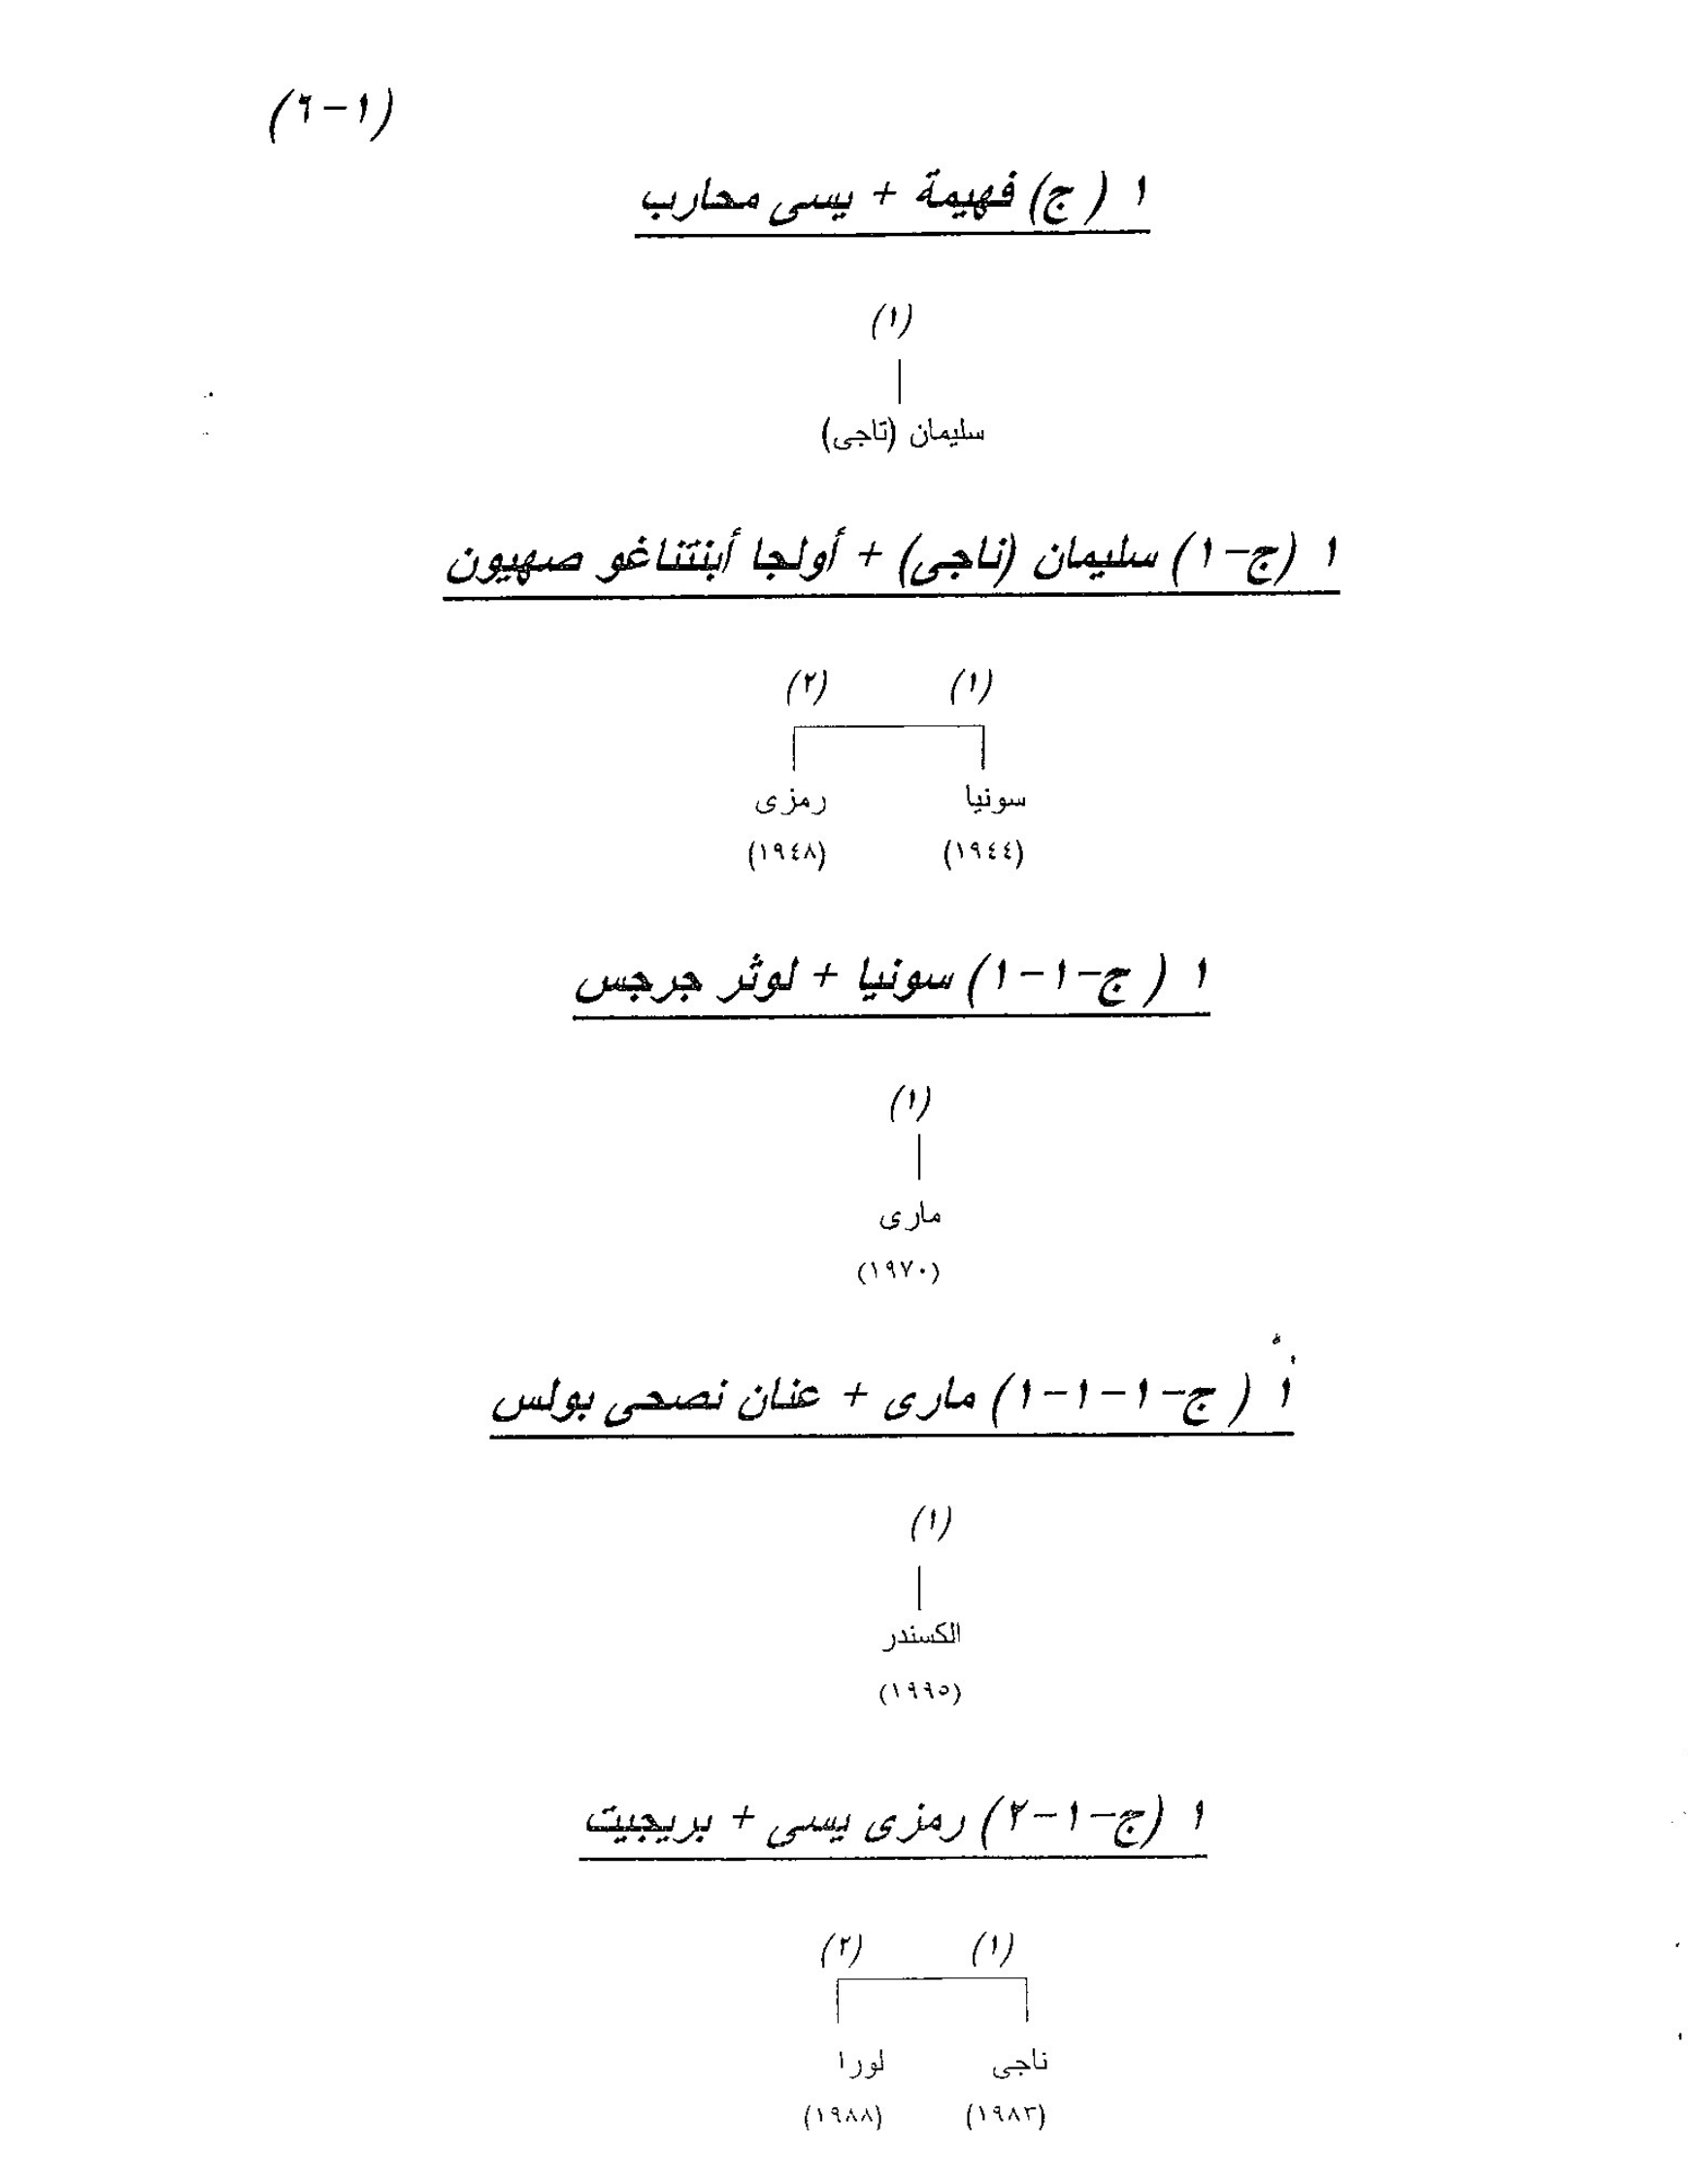 (١-٦)
١ ( ج) فهيمة + يسى محارب
(١)
سليمان (تاجى)
١ (ج-١) سليمان (ناجى) + أولجا أبنتناغو صهيون
(١) (٢)
سونيا رمزى
(١٩٤٤) (١٩٤٨)
١ ( ج-١-١) سونيا + لوثر جرجس
(١)
مارى
(١٩٧٠)
١ ( ج-١-١-١) مارى + عنان نصحى بولس
(١)
الكسندر
(١٩٩٥)
١ (ج-١-٢) رمزى يسى + بريجيت
(١) (٢)
ناجى لورا
(١٩٨٣) (١٩٨٨)